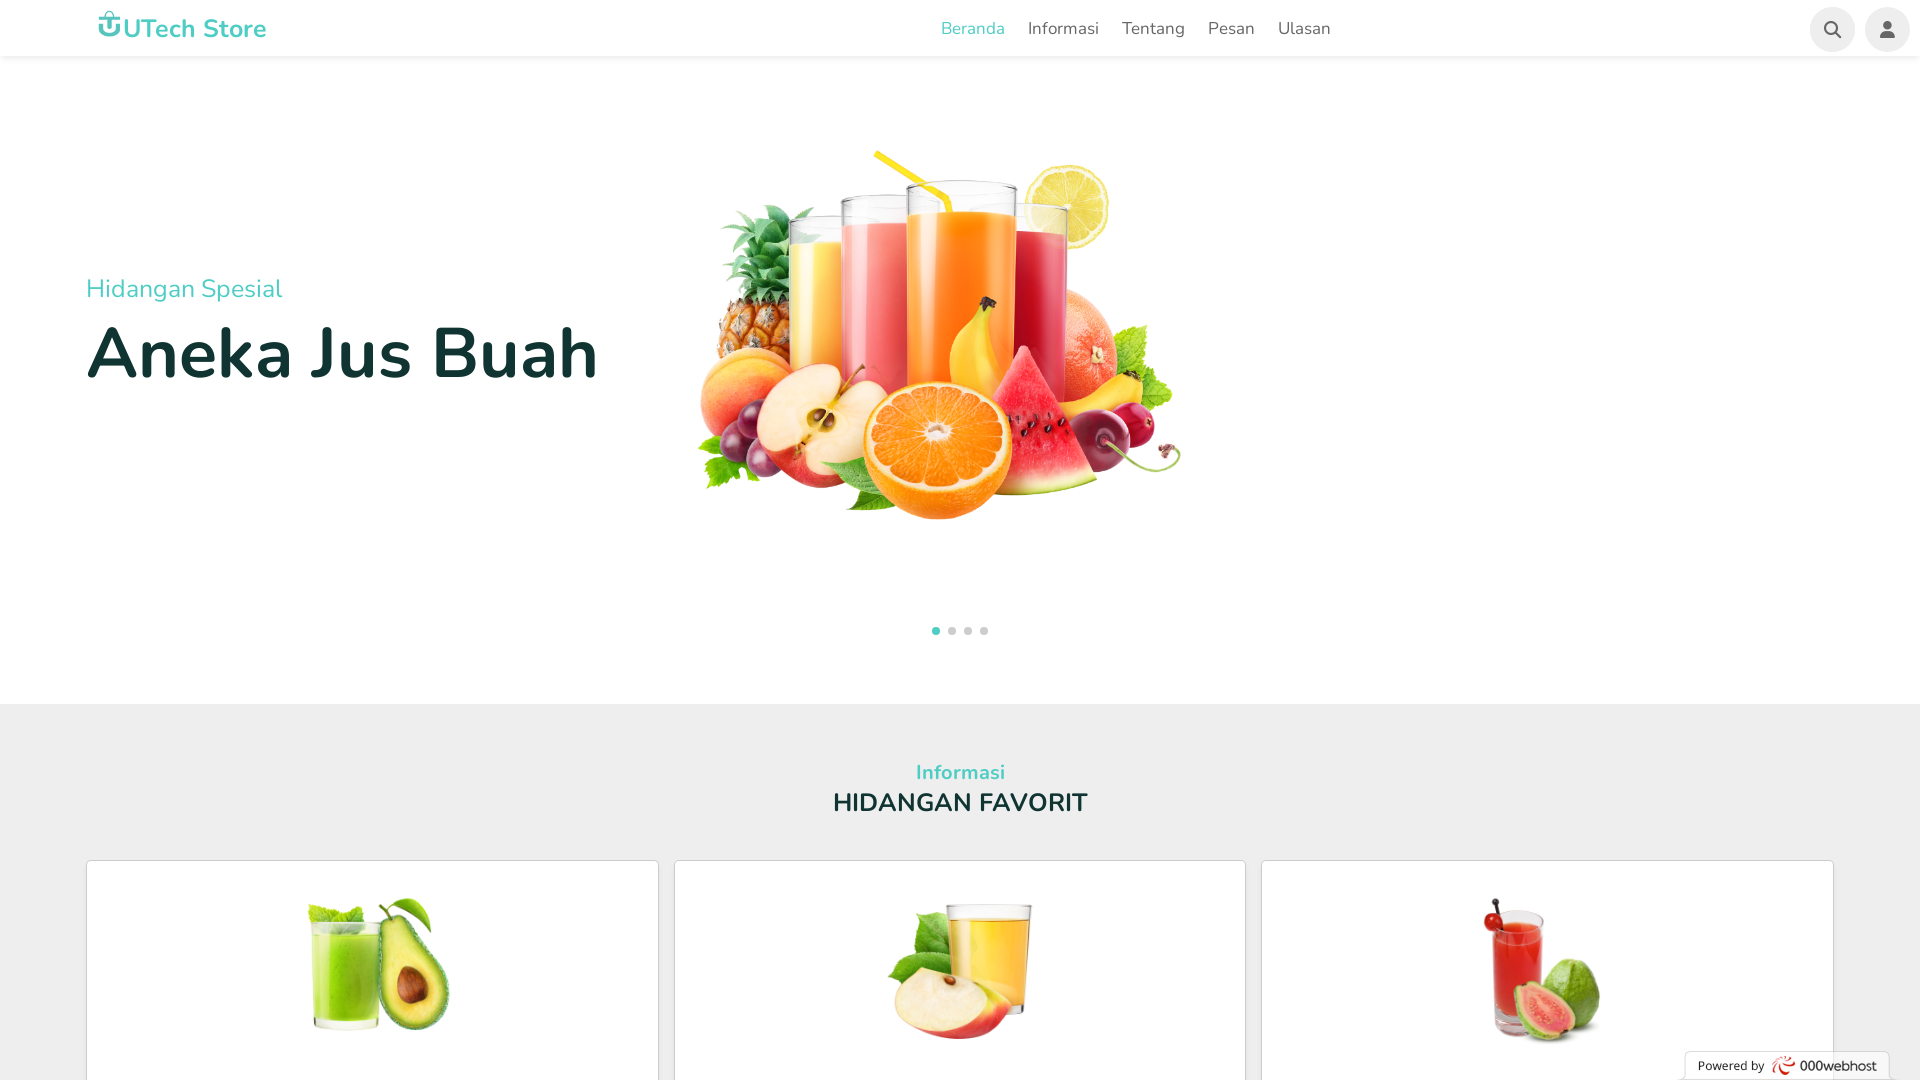 UTech Store
Beranda Informasi Tentang Pesan Ulasan
Hidangan Spesial
Aneka Jus Buah
Informasi
HIDANGAN FAVORIT
Powered by 000webhost